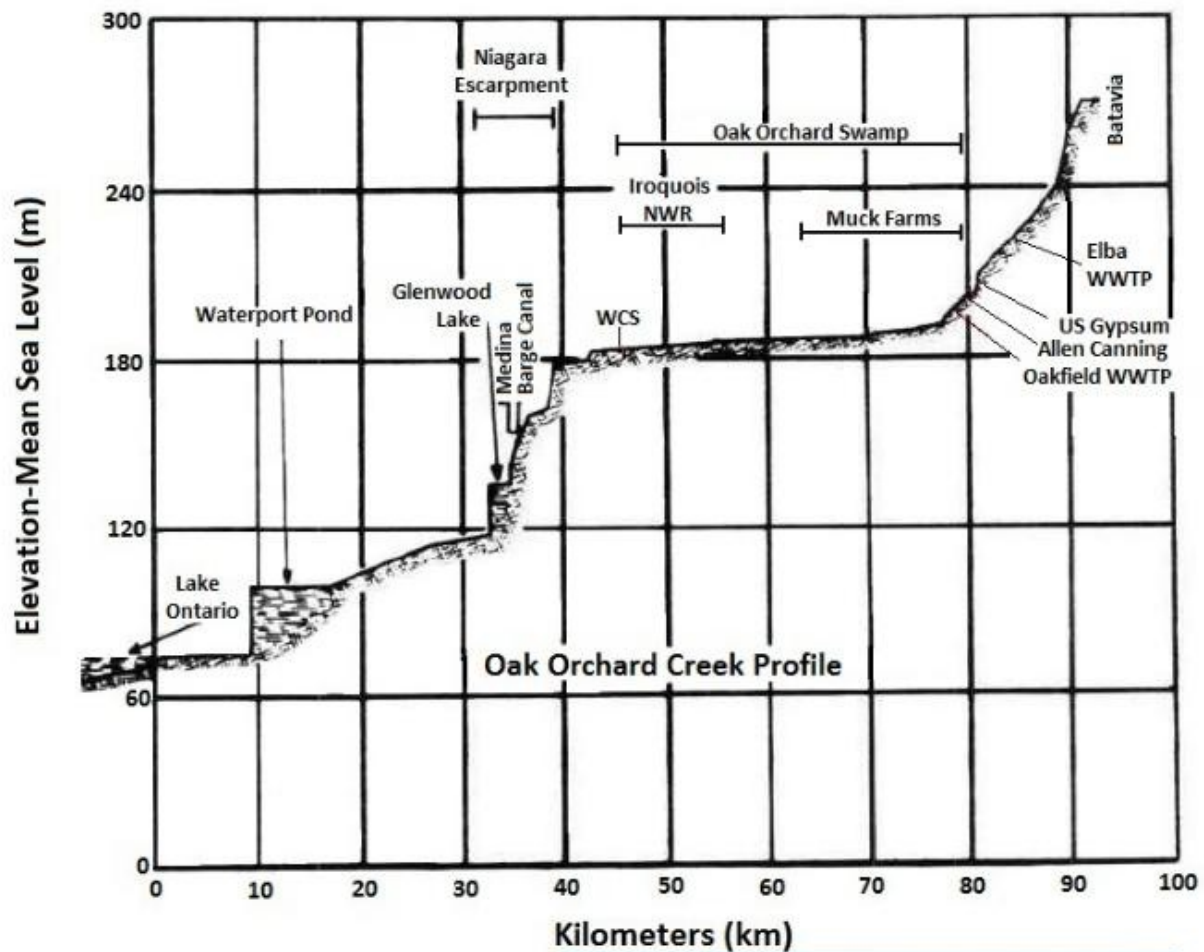 300
240
180
120
60
0
Elevation-Mean Sea Level (m)
Niagara
Escarpment
Oak Orchard Swamp
Batavia
Iroquois
NWR
Muck Farms
Glenwood
Lake
Waterport Pond
Medina
Barge Canal
WCS
Elba
WWTP
US Gypsum
Allen Canning
Oakfield WWTP
Lake
Ontario
Oak Orchard Creek Profile
0 10 20 30 40 50 60 70 80 90 100
Kilometers (km)